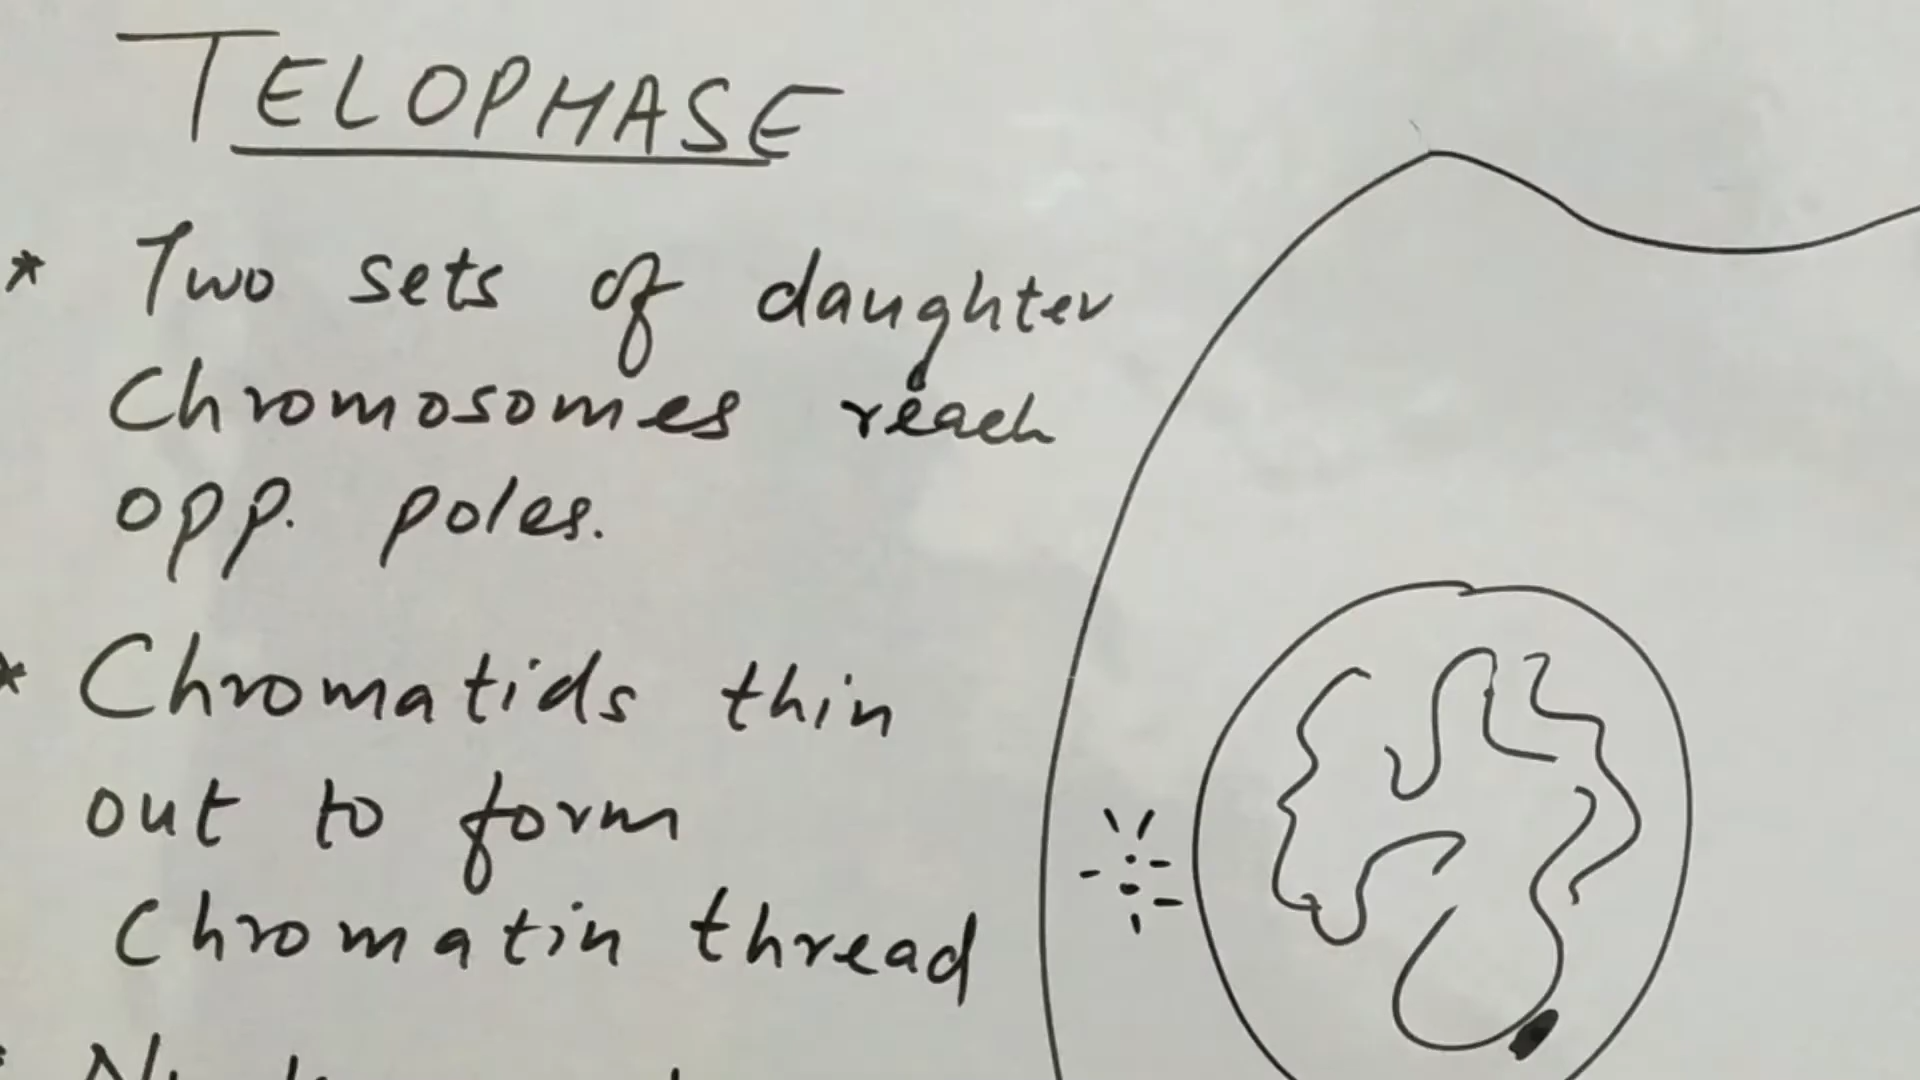 TELOPHASE
* Two sets of daughter
Chromosomes reach
opp. poles.
* Chromatids thin
out to form
Chromatin thread